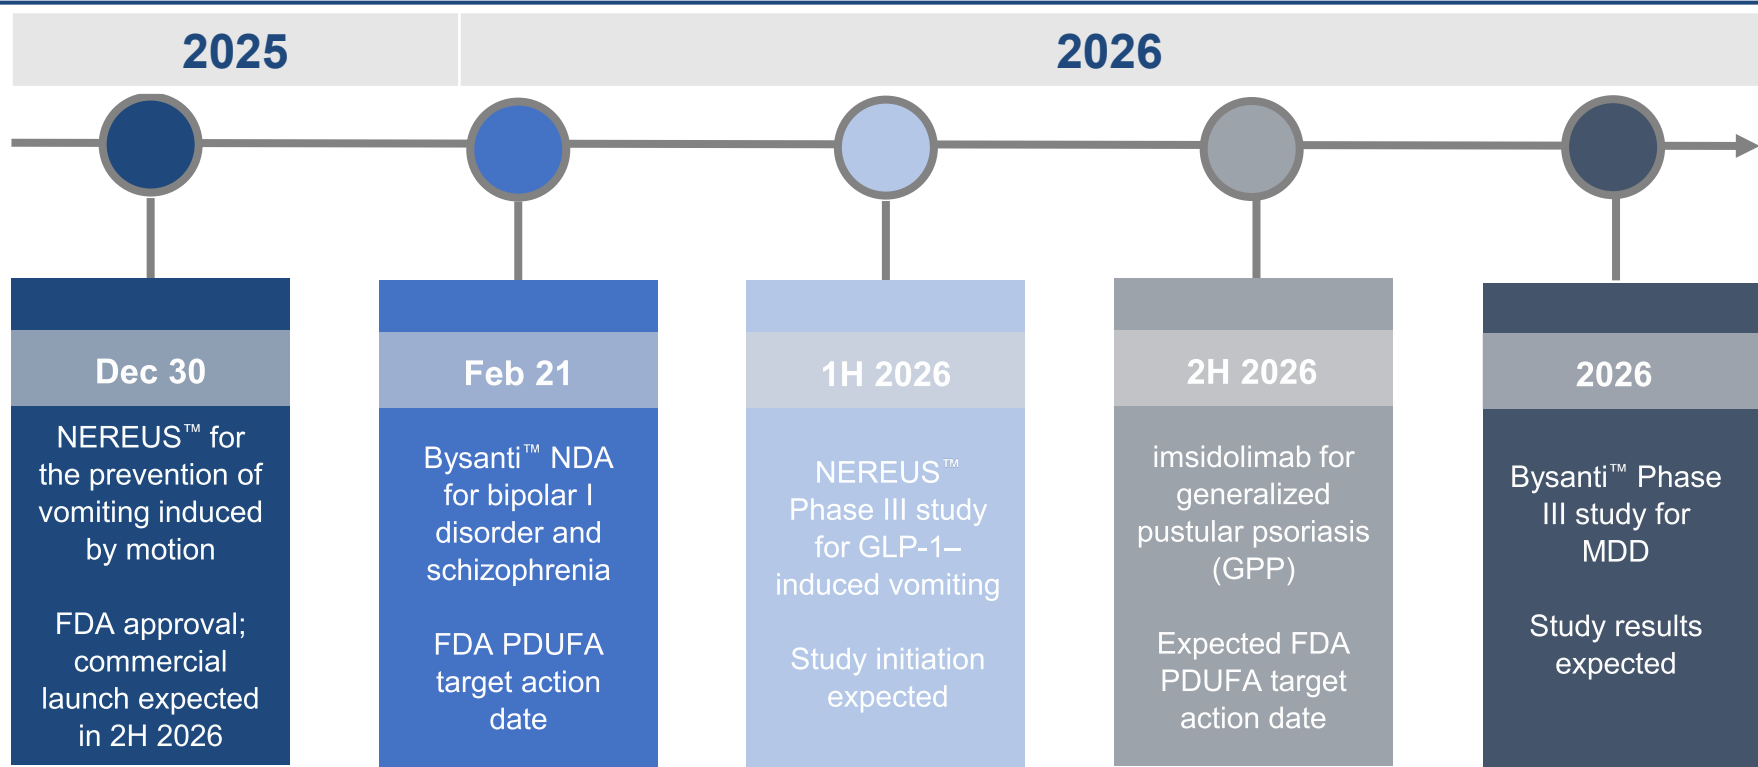 2025
2026
Dec 30
NEREUS™ for
the prevention of
vomiting induced
by motion
FDA approval;
commercial
launch expected
in 2H 2026
Feb 21
Bysanti™ NDA
for bipolar I
disorder and
schizophrenia
FDA PDUFA
target action
date
1H 2026
NEREUS™
Phase III study
for GLP-1–
induced vomiting
Study initiation
expected
2H 2026
imsidolimab for
generalized
pustular psoriasis
(GPP)
Expected FDA
PDUFA target
action date
2026
Bysanti™ Phase
III study for
MDD
Study results
expected